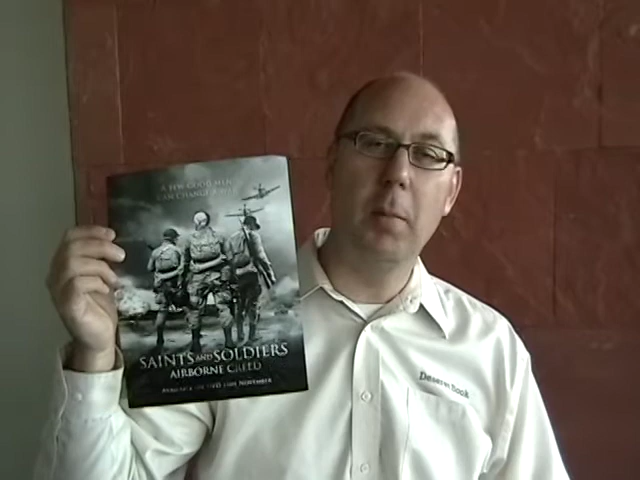 A FEW GOOD MEN
CAN CHANGE A WAR
SAINTS AND SOLDIERS
AIRBORNE CREED
Deseret Book